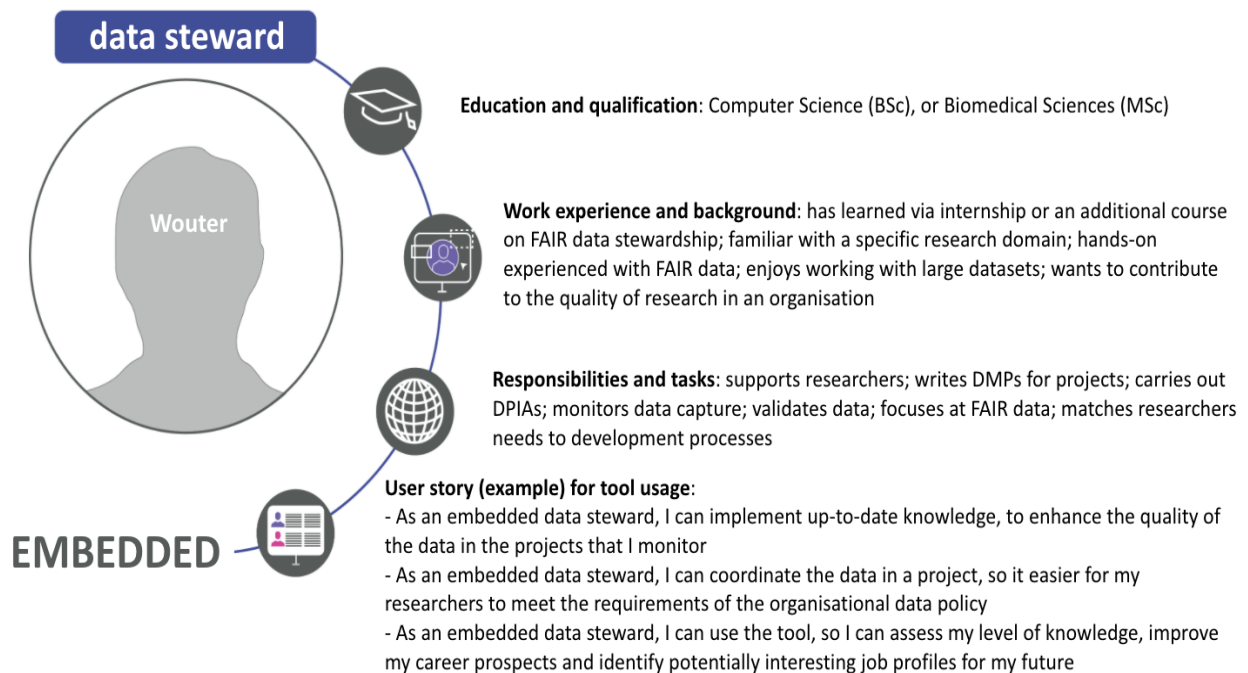 data steward
Wouter
EMBEDDED
Education and qualification: Computer Science (BSc), or Biomedical Sciences (MSc)
Work experience and background: has learned via internship or an additional course
on FAIR data stewardship; familiar with a specific research domain; hands-on
experienced with FAIR data; enjoys working with large datasets; wants to contribute
to the quality of research in an organisation
Responsibilities and tasks: supports researchers; writes DMPs for projects; carries out
DPIAs; monitors data capture; validates data; focuses at FAIR data; matches researchers
needs to development processes
User story (example) for tool usage:
- As an embedded data steward, I can implement up-to-date knowledge, to enhance the quality of
the data in the projects that I monitor
- As an embedded data steward, I can coordinate the data in a project, so it easier for my
researchers to meet the requirements of the organisational data policy
- As an embedded data steward, I can use the tool, so I can assess my level of knowledge, improve
my career prospects and identify potentially interesting job profiles for my future